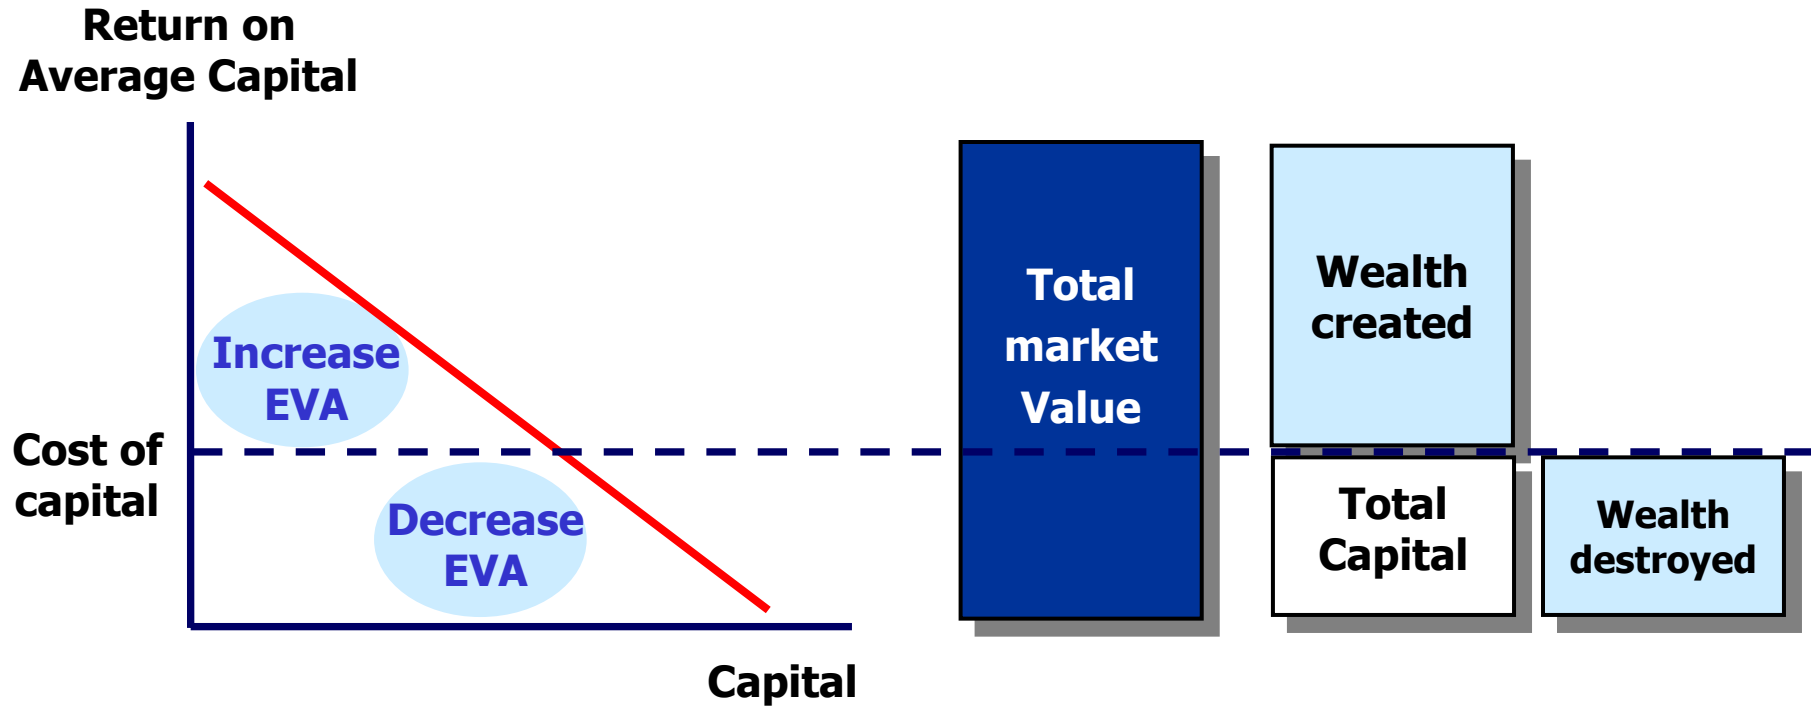 Return on
Average Capital
Increase
EVA
Cost of
capital
Decrease
EVA
Capital
Total
market
Value
Wealth
created
Total
Capital
Wealth
destroyed